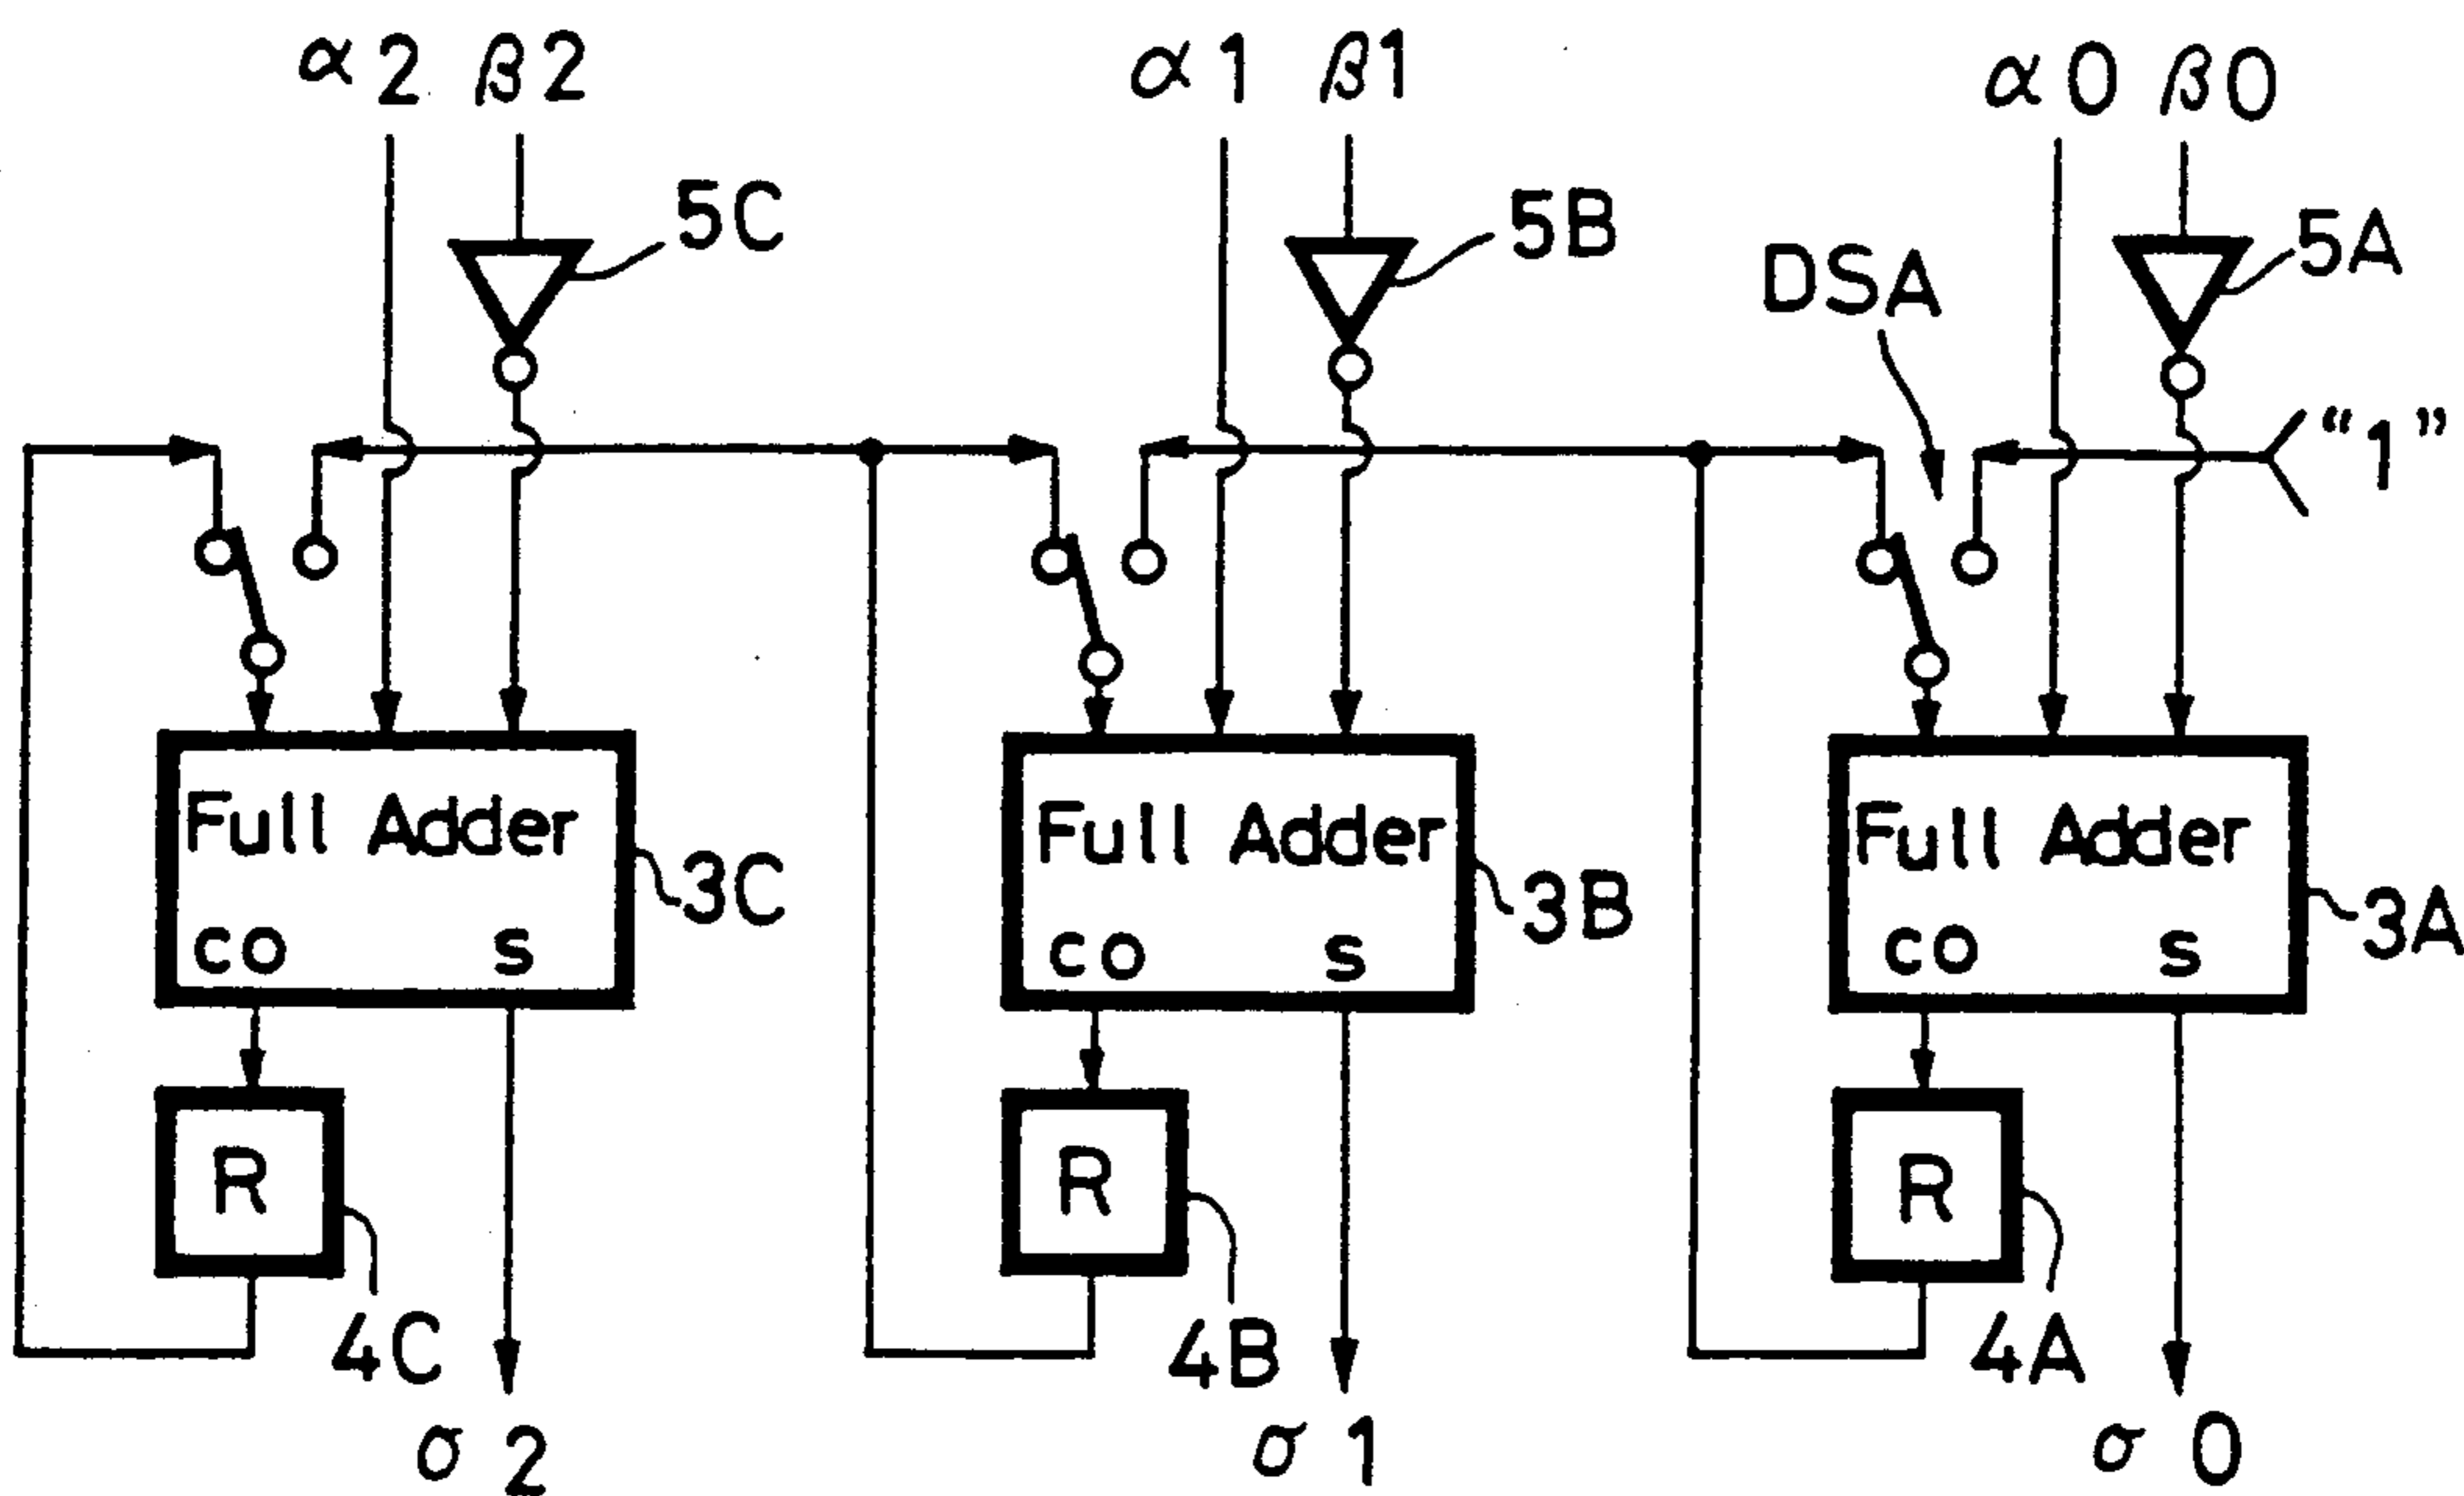 α2 β2 α1 β1 α0 β0
5C 5B 5A
DSA
“1”
Full Adder Full Adder Full Adder
3C 3B 3A
co s co s co s
R R R
4C 4B 4A
σ2 σ1 σ0